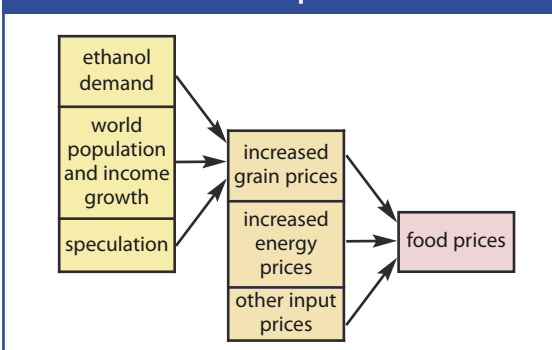 ethanol
demand
world
population
and income
growth
speculation
increased
grain prices
increased
energy
prices
other input
prices
food prices